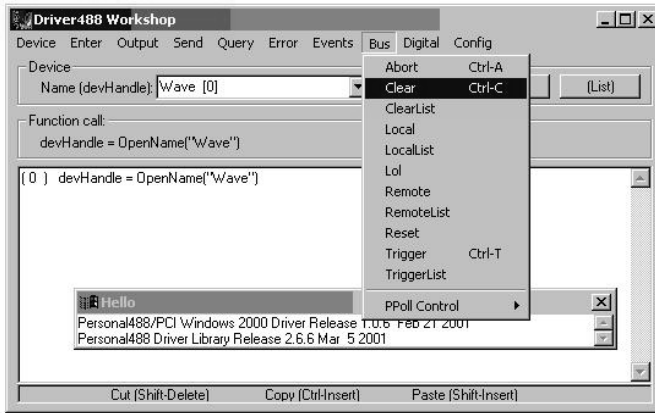 Driver488 Workshop
Device Enter Output Send Query Error Events Bus Digital Config
Device
Name (devHandle): Wave [0]
(List)
Function call:
devHandle = OpenName("Wave")
(0) devHandle = OpenName("Wave")
Abort Ctrl-A
Clear Ctrl-C
ClearList
Local
LocalList
Lol
Remote
RemoteList
Reset
Trigger Ctrl-T
TriggerList
PPoll Control
Hello
Personal488/PCI Windows 2000 Driver Release 1.0.6 Feb 21 2001
Personal488 Driver Library Release 2.6.6 Mar 5 2001
Cut (Shift-Delete) Copy (Ctrl-Insert) Paste (Shift-Insert)